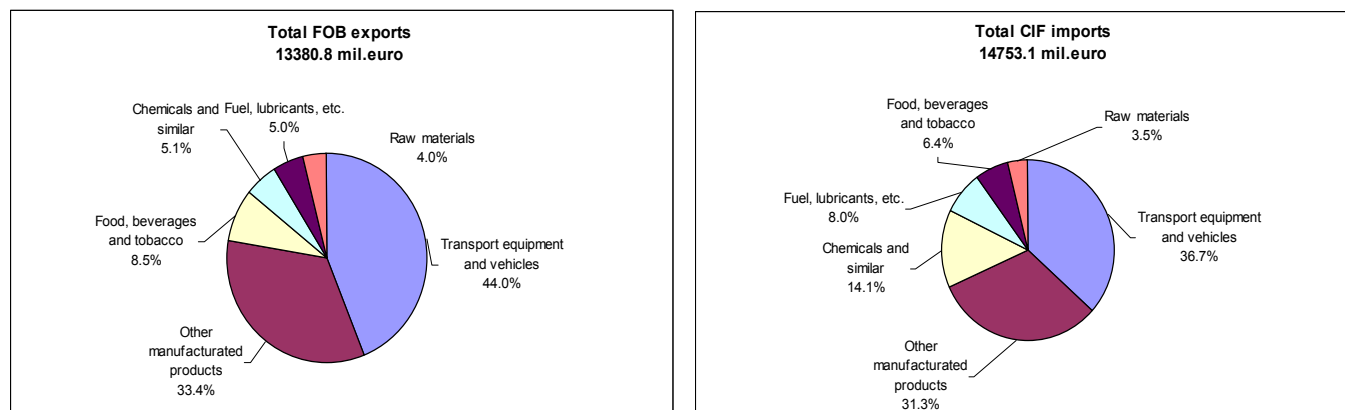 Total FOB exports
13380.8 mil.euro
Chemicals and
similar
5.1%
Fuel, lubricants, etc.
5.0%
Raw materials
4.0%
Food, beverages
and tobacco
8.5%
Transport equipment
and vehicles
44.0%
Other
manufacturated
products
33.4%
Total CIF imports
14753.1 mil.euro
Food, beverages
and tobacco
6.4%
Raw materials
3.5%
Fuel, lubricants, etc.
8.0%
Transport equipment
and vehicles
36.7%
Chemicals and
similar
14.1%
Other
manufacturated
products
31.3%